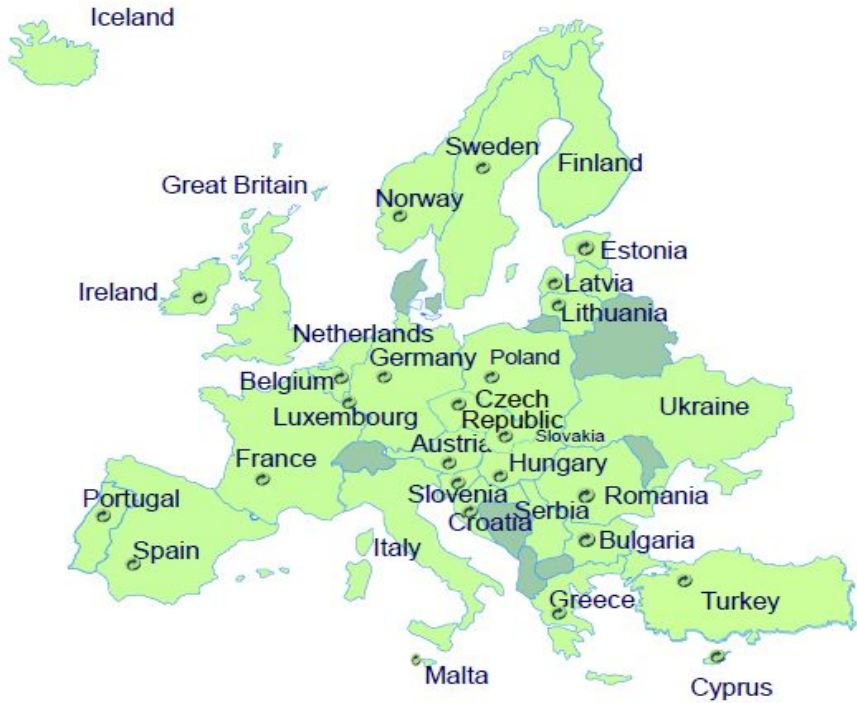 Iceland
Sweden
Finland
Great Britain
Norway
Estonia
Ireland
Latvia
Lithuania
Netherlands
Germany
Poland
Belgium
Czech
Republic
Luxembourg
Ukraine
Austria
Slovakia
France
Hungary
Slovenia
Romania
Portugal
Serbia
Croatia
Spain
Italy
Bulgaria
Greece
Turkey
Malta
Cyprus